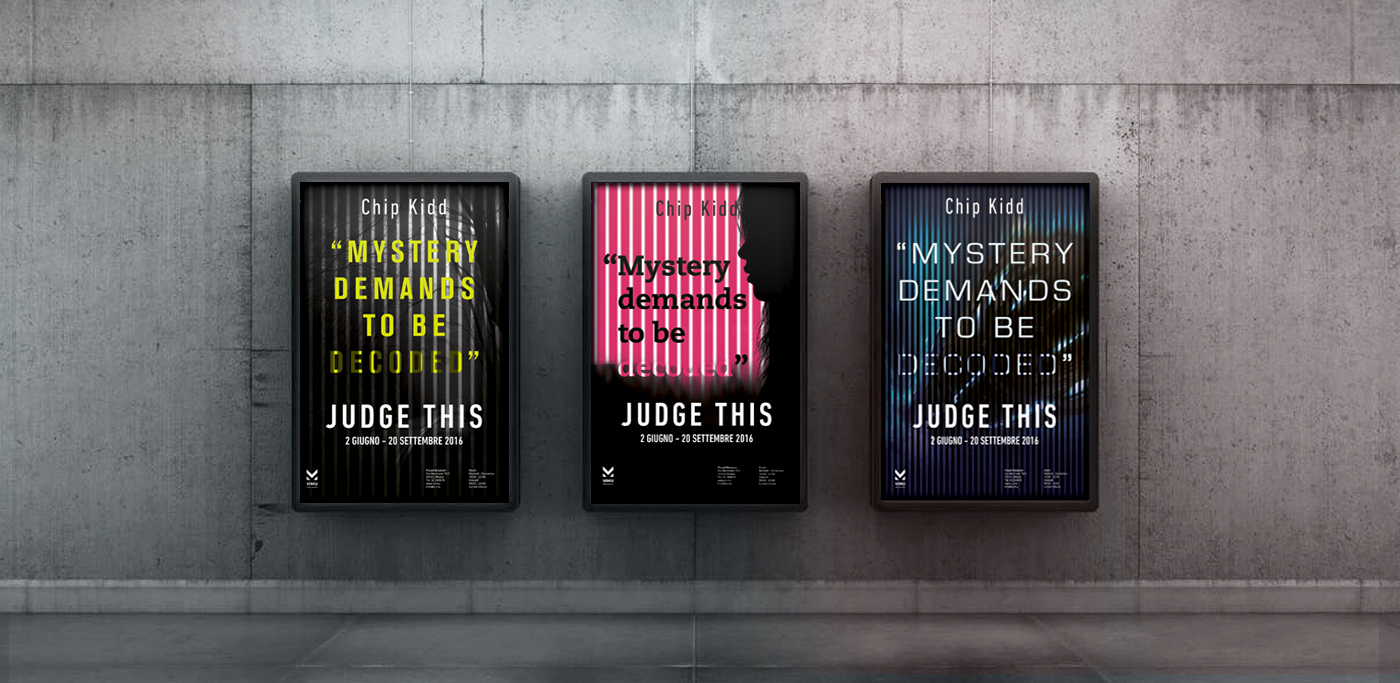 Chip Kidd
“MYSTERY
DEMANDS
TO BE
DECODED”
JUDGE THIS
2 GIUGNO - 20 SETTEMBRE 2016
Chip Kidd
“Mystery
demands
to be
decoded”
JUDGE THIS
2 GIUGNO - 20 SETTEMBRE 2016
Chip Kidd
“MYSTERY
DEMANDS
TO BE
DECODED”
JUDGE THIS
2 GIUGNO - 20 SETTEMBRE 2016